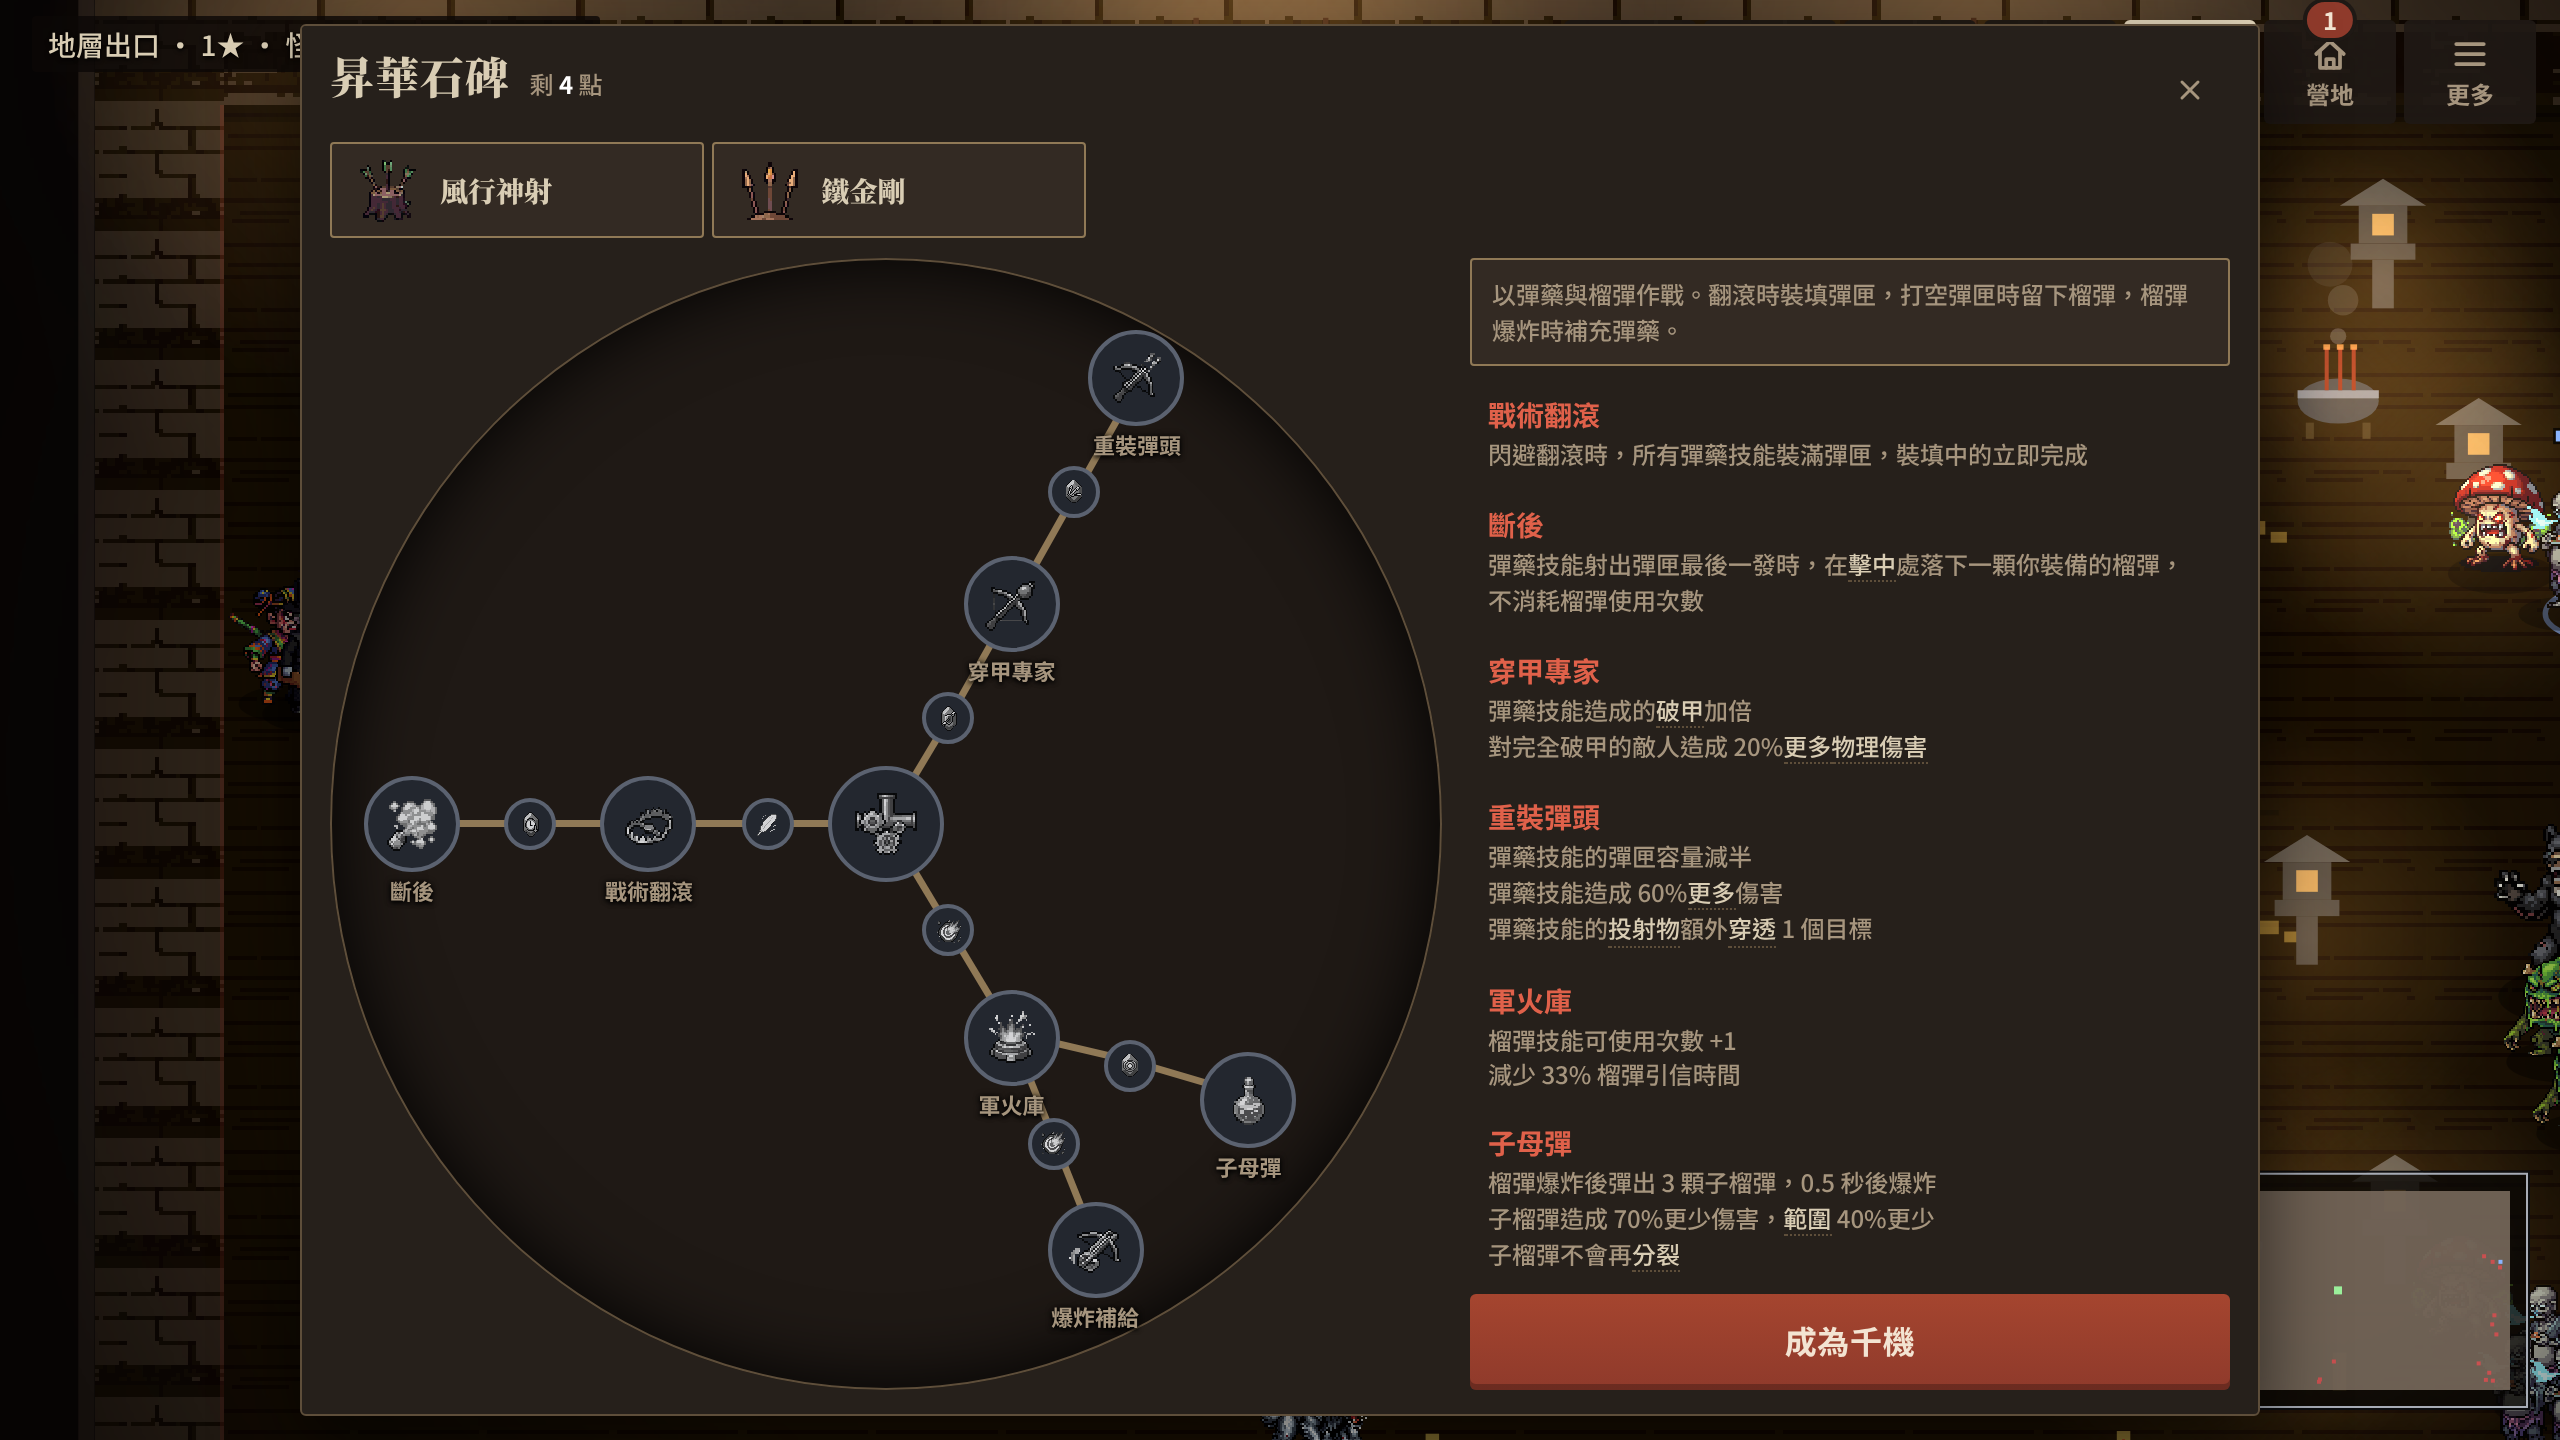 地層出口 · 1★ ·
昇華石碑 剩 4 點
1
營地
更多
風行神射
鐵金剛
以彈藥與榴彈作戰。翻滾時裝填彈匣，打空彈匣時留下榴彈，榴彈
爆炸時補充彈藥。
戰術翻滾
閃避翻滾時，所有彈藥技能裝滿彈匣，裝填中的立即完成
斷後
彈藥技能射出彈匣最後一發時，在擊中處落下一顆你裝備的榴彈，
不消耗榴彈使用次數
穿甲專家
彈藥技能造成的破甲加倍
對完全破甲的敵人造成 20%更多物理傷害
重裝彈頭
彈藥技能的彈匣容量減半
彈藥技能造成 60%更多傷害
彈藥技能的投射物額外穿透 1 個目標
軍火庫
榴彈技能可使用次數 +1
減少 33% 榴彈引信時間
子母彈
榴彈爆炸後彈出 3 顆子榴彈，0.5 秒後爆炸
子榴彈造成 70%更少傷害，範圍 40%更少
子榴彈不會再分裂
成為千機
重裝彈頭
穿甲專家
斷後
戰術翻滾
軍火庫
子母彈
爆炸補給